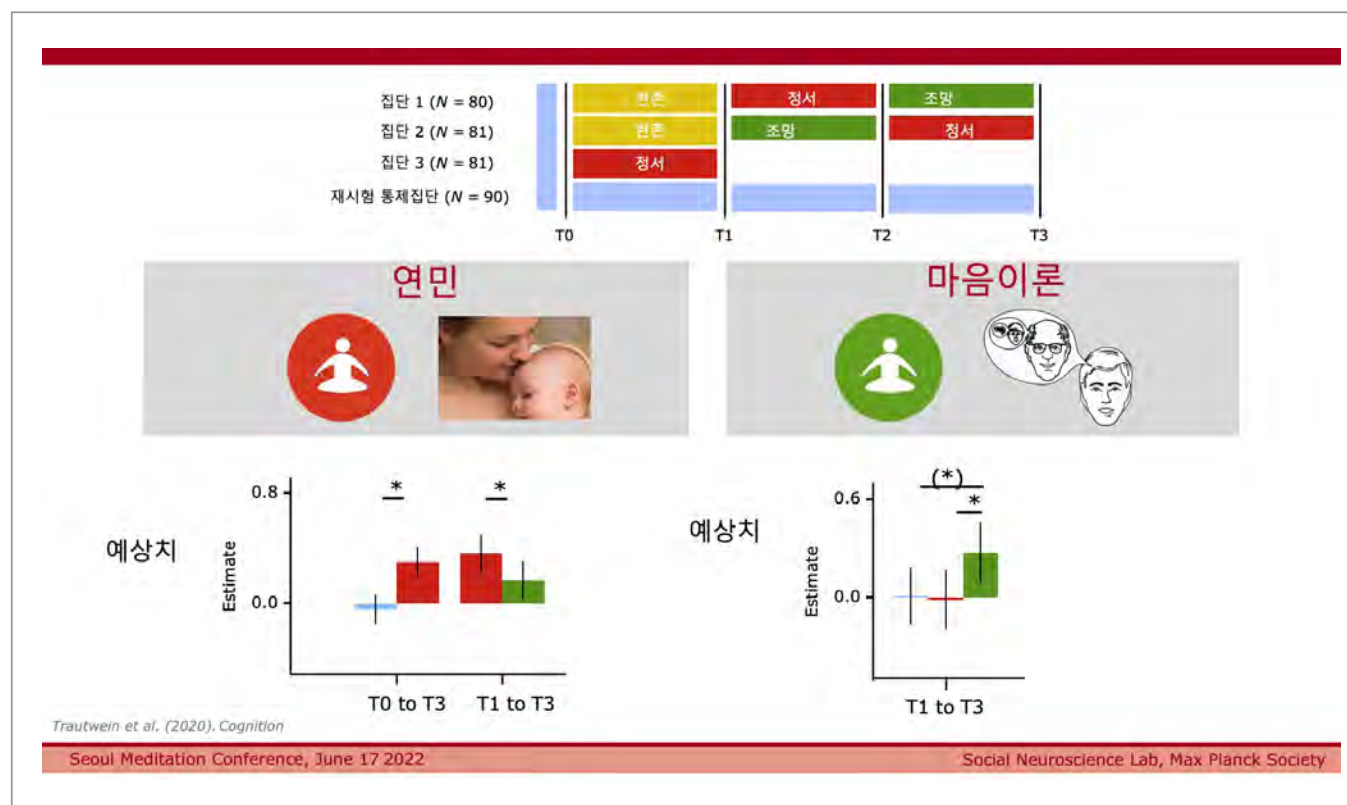 집단 1 (N = 80)
현존
정서
조망
집단 2 (N = 81)
현존
조망
정서
집단 3 (N = 81)
정서
재시험 통제집단 (N = 90)
T0
T1
T2
T3
연민
마음이론
예상치
Estimate
0.8
0.0
*
*
T0 to T3
T1 to T3
예상치
Estimate
0.6
0.0
(*)
*
T1 to T3
Trautwein et al. (2020). Cognition
Seoul Meditation Conference, June 17 2022
Social Neuroscience Lab, Max Planck Society